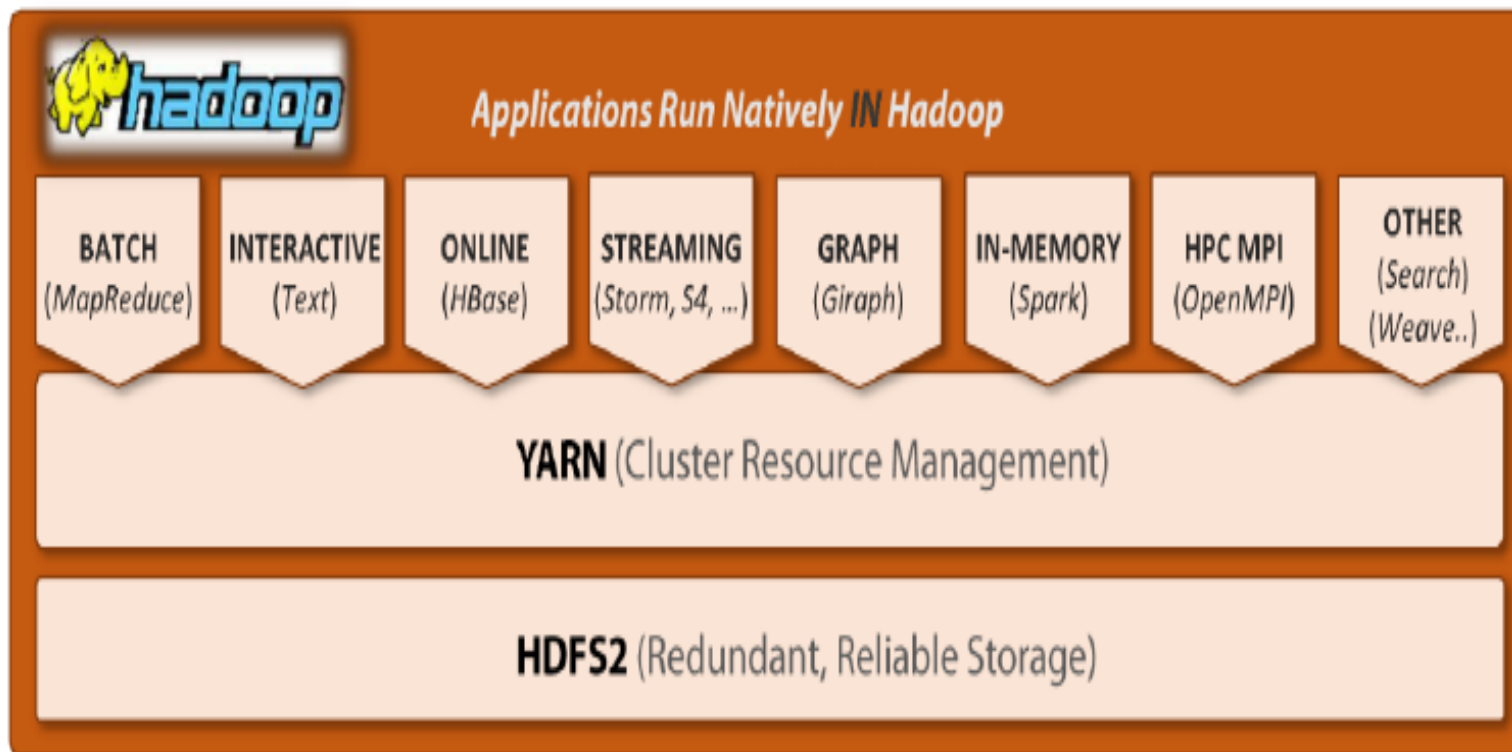 hadoop
Applications Run Natively IN Hadoop
BATCH
(MapReduce)
INTERACTIVE
(Text)
ONLINE
(HBase)
STREAMING
(Storm, S4, ...)
GRAPH
(Giraph)
IN-MEMORY
(Spark)
HPC MPI
(OpenMPI)
OTHER
(Search)
(Weave..)
YARN (Cluster Resource Management)
HDFS2 (Redundant, Reliable Storage)